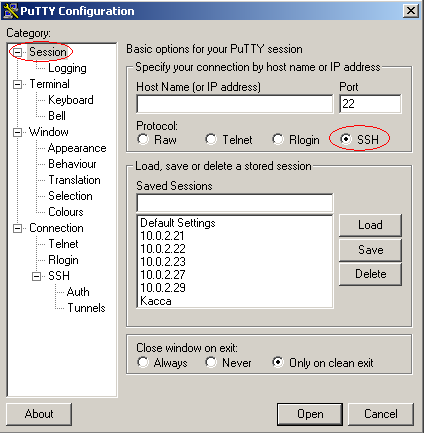 PuTTY Configuration
Category:
Session
Logging
Terminal
Keyboard
Bell
Window
Appearance
Behaviour
Translation
Selection
Colours
Connection
Telnet
Rlogin
SSH
Auth
Tunnels
Basic options for your PuTTY session
Specify your connection by host name or IP address
Host Name (or IP address) Port
22
Protocol:
Raw Telnet Rlogin SSH
Load, save or delete a stored session
Saved Sessions
Default Settings
10.0.2.21
10.0.2.22
10.0.2.23
10.0.2.27
10.0.2.29
Kacca
Load
Save
Delete
Close window on exit:
Always Never Only on clean exit
About Open Cancel